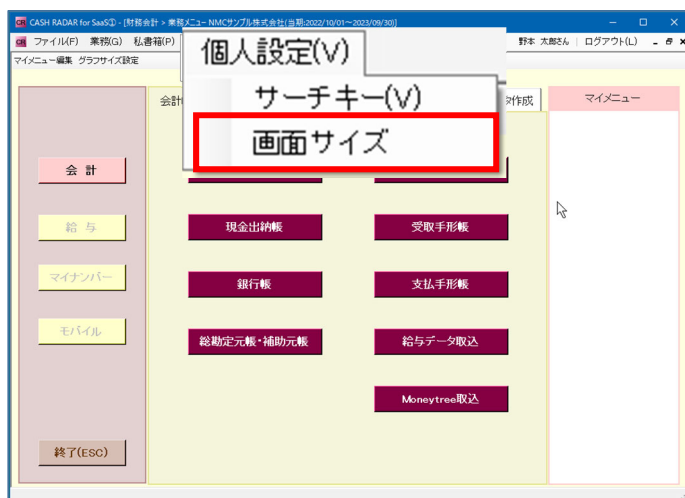 CASH RADAR for SaaS① - [財務会計 > 業務メニュー NMCサンプル株式会社(当期:2022/10/01～2023/09/30)]
ファイル(F) 業務(G) 私書箱(P) 野本 太郎さん ログアウト(L)
マイメニュー編集 グラフサイズ設定
個人設定(V)
サーチキー(V)
画面サイズ
会計 作成 マイメニュー
会 計
給 与 現金出納帳 受取手形帳
マイナンバー 銀行帳 支払手形帳
モバイル 総勘定元帳・補助元帳 給与データ取込
Moneytree取込
終了(ESC)